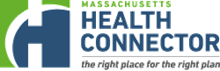 MASSACHUSETTS
HEALTH
CONNECTOR
the right place for the right plan